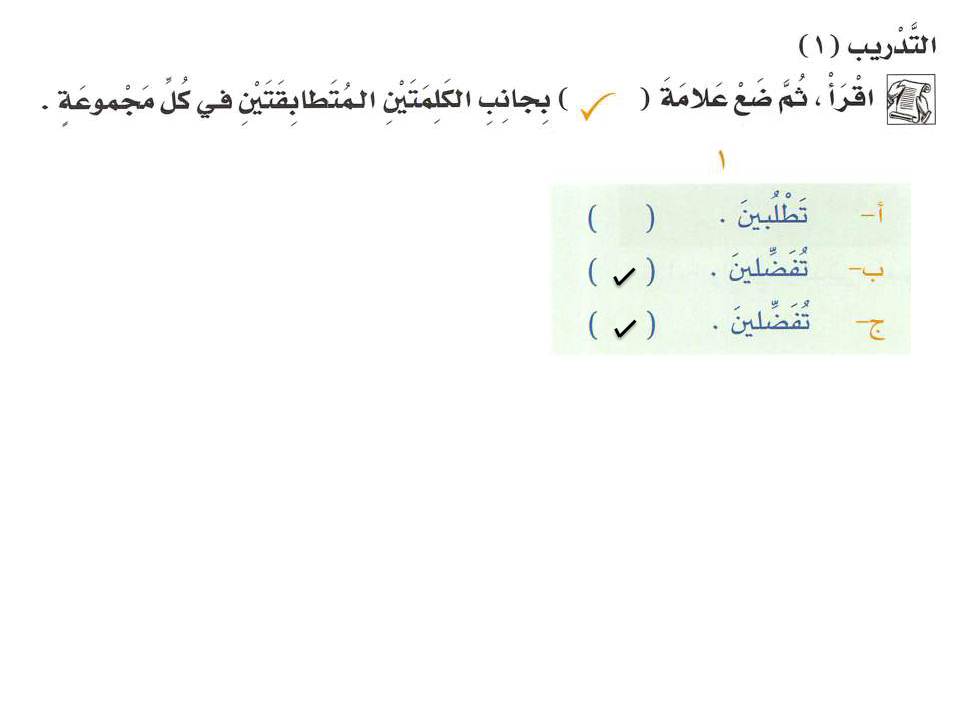 التَّدْريب (١)
اقْرَأْ ، ثُمَّ ضَعْ عَلامَةَ ( ✓ ) بِجانِبِ الكَلِمَتَيْنِ المُتَطابِقَتَيْنِ في كُلِّ مَجْموعَةٍ .
١
أ- تَطْلُبينَ . ( )
ب- تُفَضِّلينَ . ( ✓ )
ج- تُفَضِّلينَ . ( ✓ )